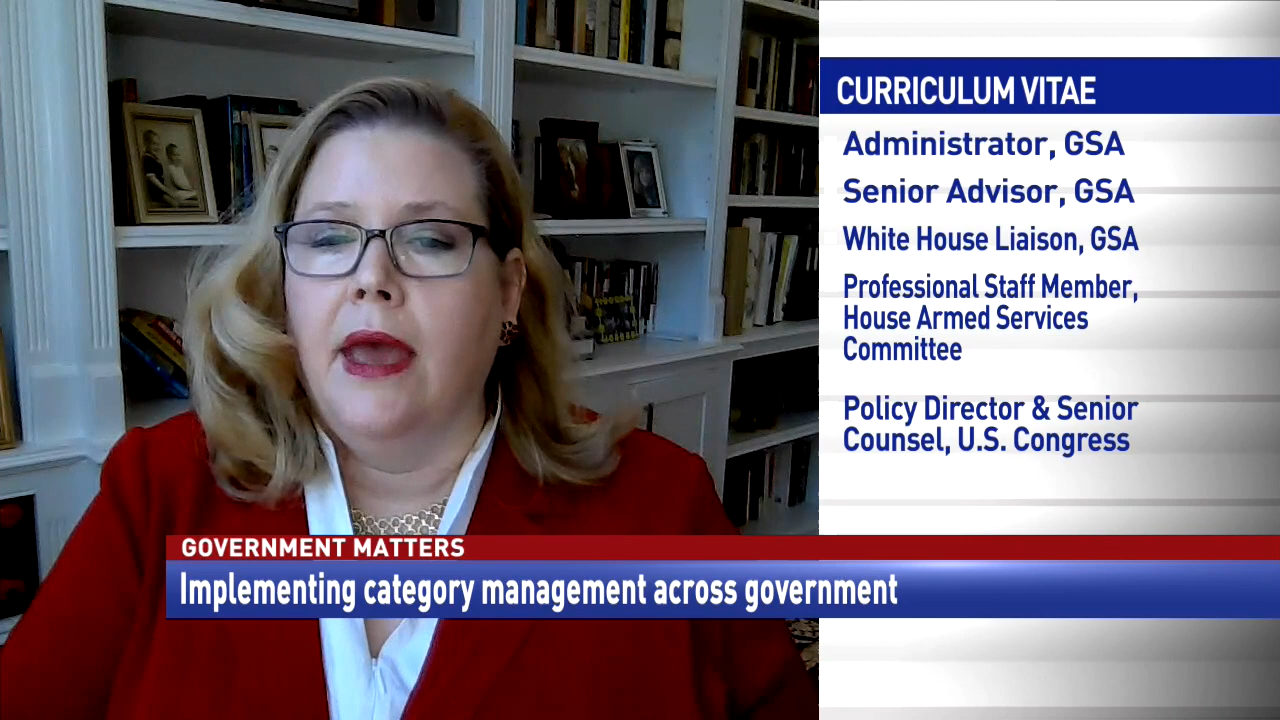 CURRICULUM VITAE
Administrator, GSA
Senior Advisor, GSA
White House Liaison, GSA
Professional Staff Member,
House Armed Services
Committee
Policy Director & Senior
Counsel, U.S. Congress
GOVERNMENT MATTERS
Implementing category management across government